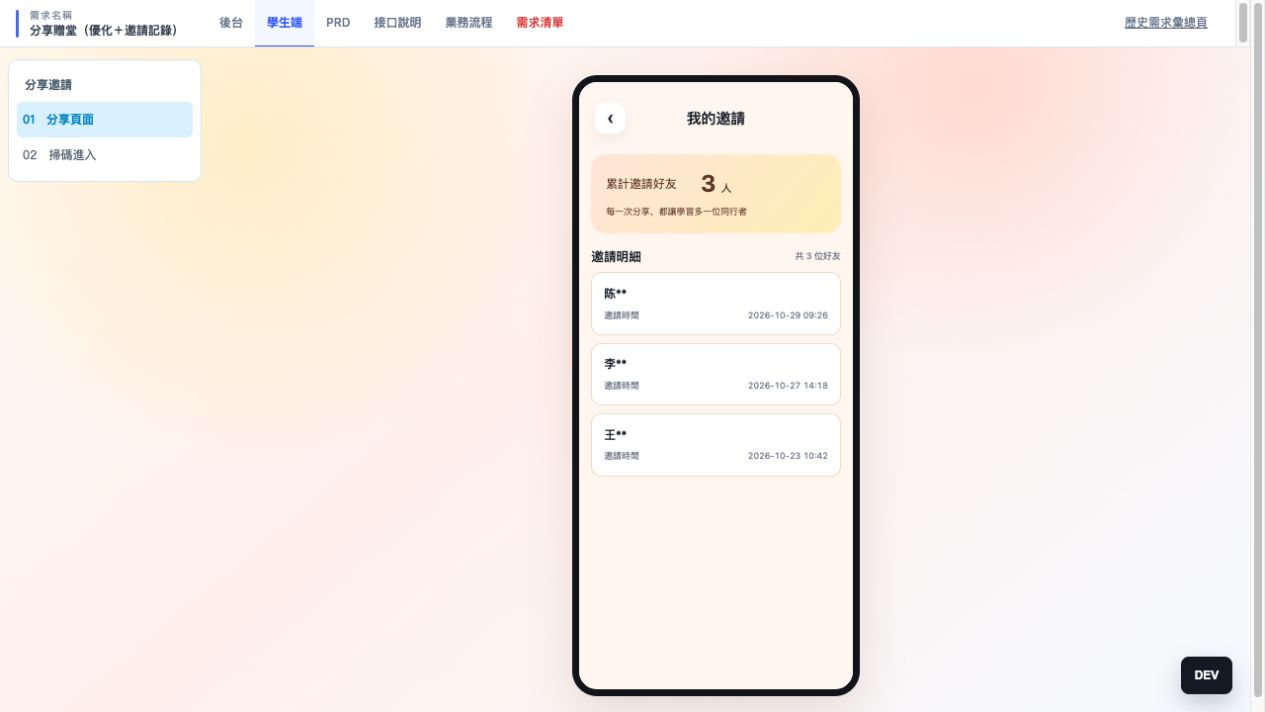 需求名稱
分享贈堂（優化＋邀請記錄）
後台
學生端
PRD
接口說明
業務流程
需求清單
歷史需求彙總頁
分享邀請
01 分享頁面
02 掃碼進入
我的邀請
累計邀請好友 3 人
每一次分享，都讓學習多一位同行者
邀請明細
共 3 位好友
陈**
邀請時間 2026-10-29 09:26
李**
邀請時間 2026-10-27 14:18
王**
邀請時間 2026-10-23 10:42
DEV